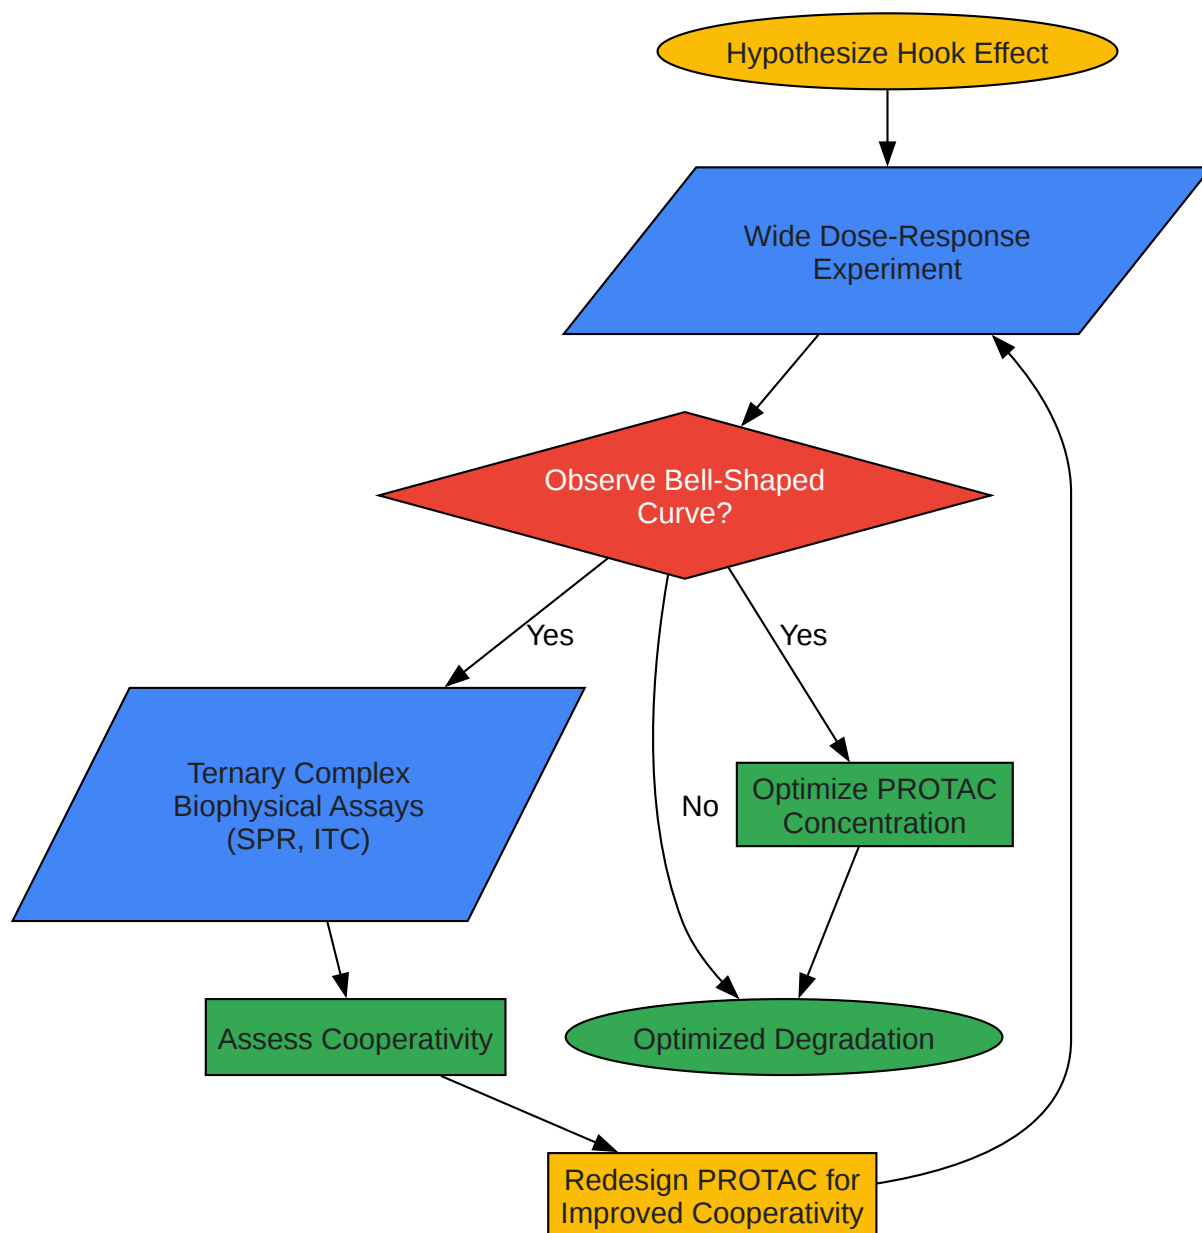 Hypothesize Hook Effect
Wide Dose-Response
Experiment
Observe Bell-Shaped
Curve?
Yes
Yes
Ternary Complex
Biophysical Assays
(SPR, ITC)
No
Optimize PROTAC
Concentration
Assess Cooperativity
Optimized Degradation
Redesign PROTAC for
Improved Cooperativity